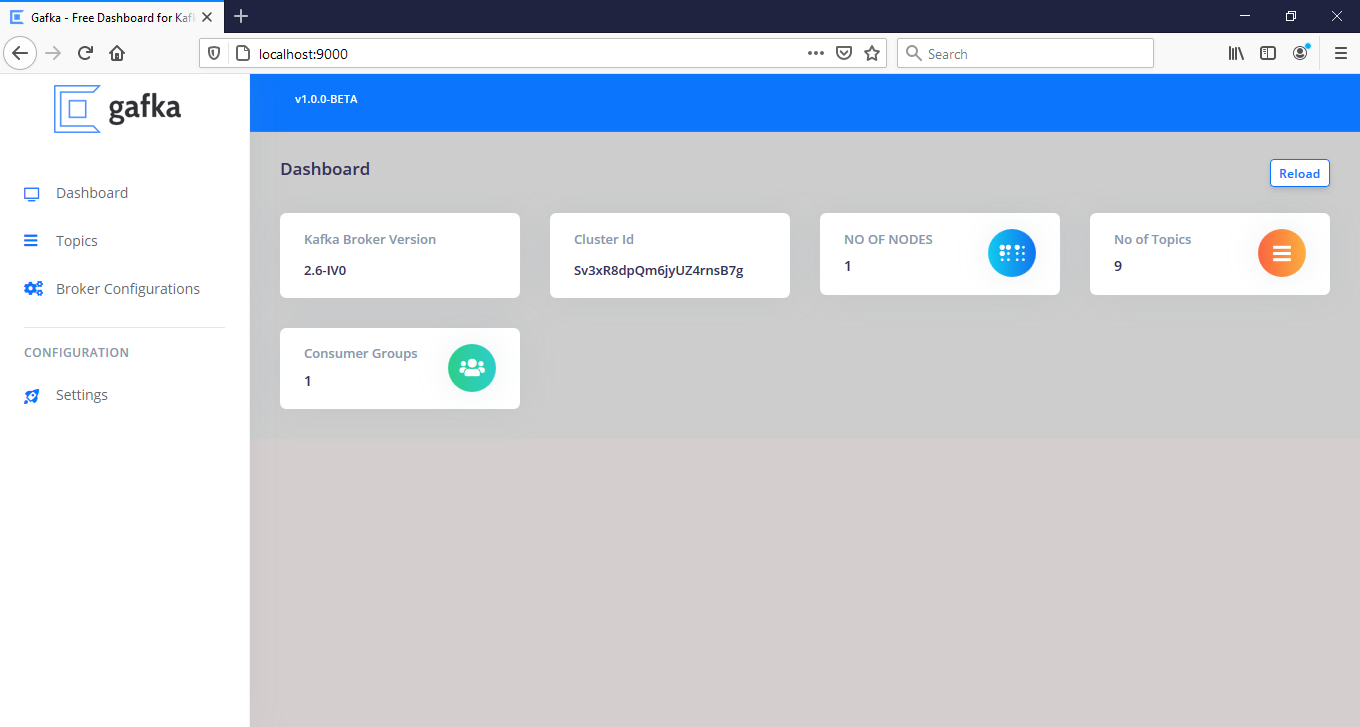 Gafka - Free Dashboard for Kafk
localhost:9000
Search
gafka
v1.0.0-BETA
Dashboard
Topics
Broker Configurations
CONFIGURATION
Settings
Dashboard
Reload
Kafka Broker Version
2.6-IV0
Cluster Id
Sv3xR8dpQm6jyUZ4rnsB7g
NO OF NODES
1
No of Topics
9
Consumer Groups
1